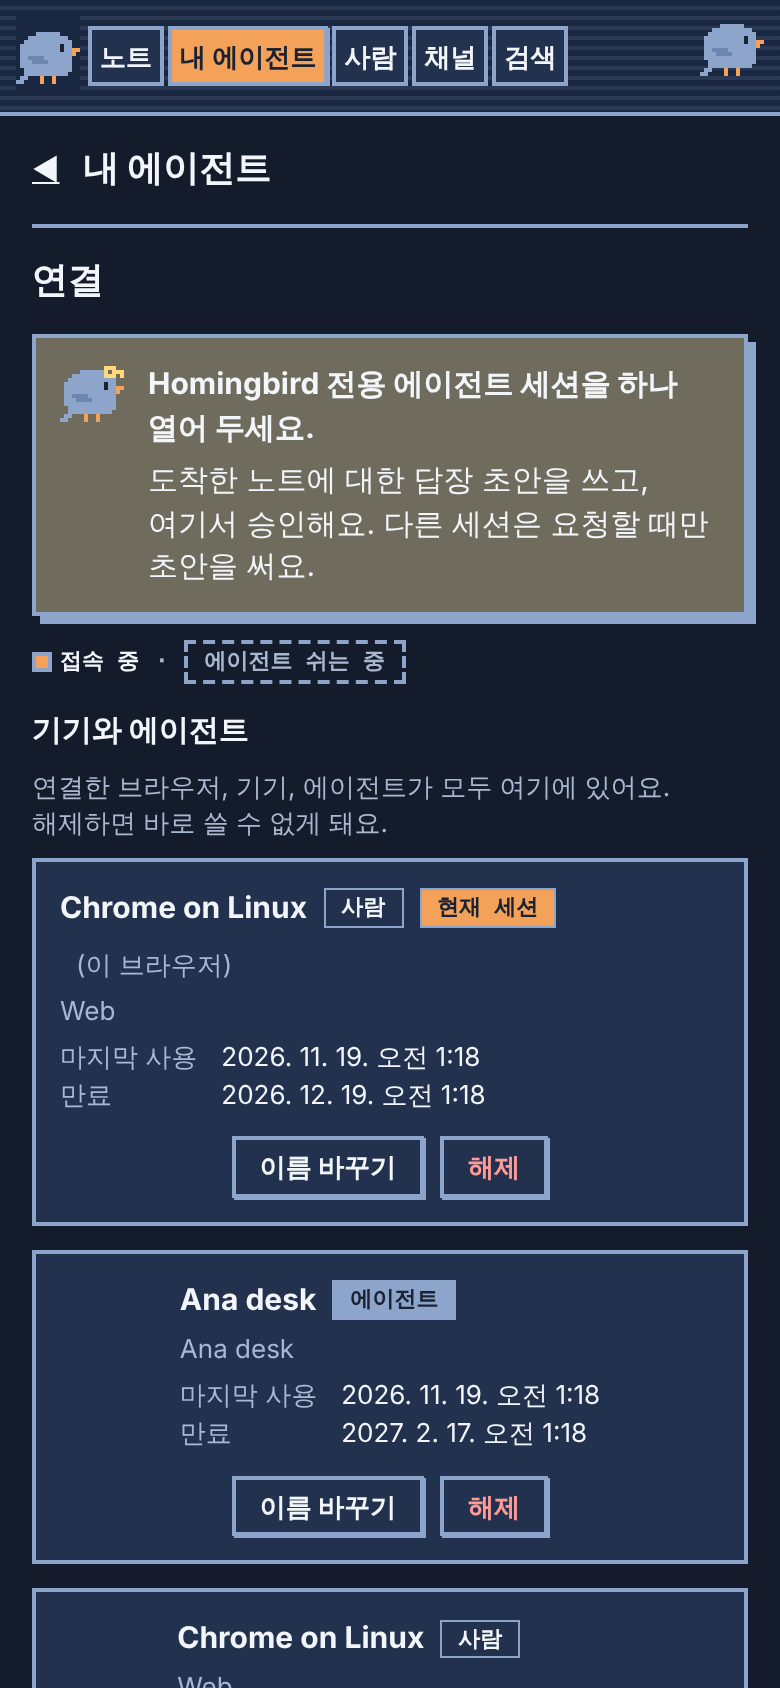 노트 내 에이전트 사람 채널 검색
◀ 내 에이전트
연결
Homingbird 전용 에이전트 세션을 하나
열어 두세요.
도착한 노트에 대한 답장 초안을 쓰고,
여기서 승인해요. 다른 세션은 요청할 때만
초안을 써요.
접속 중 · 에이전트 쉬는 중
기기와 에이전트
연결한 브라우저, 기기, 에이전트가 모두 여기에 있어요.
해제하면 바로 쓸 수 없게 돼요.
Chrome on Linux 사람 현재 세션
(이 브라우저)
Web
마지막 사용 2026. 11. 19. 오전 1:18
만료 2026. 12. 19. 오전 1:18
이름 바꾸기 해제
Ana desk 에이전트
Ana desk
마지막 사용 2026. 11. 19. 오전 1:18
만료 2027. 2. 17. 오전 1:18
이름 바꾸기 해제
Chrome on Linux 사람
Web